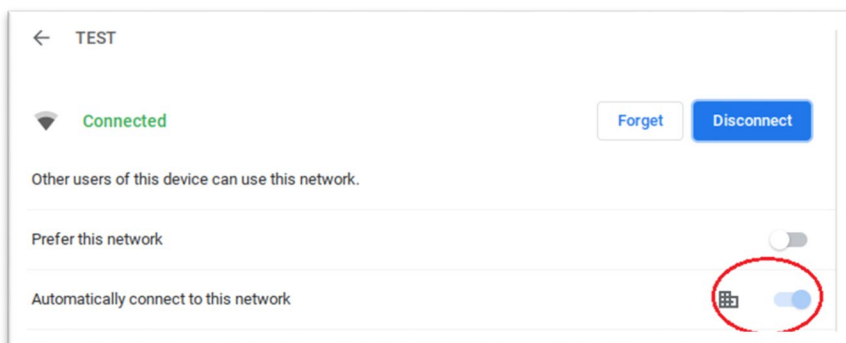 TEST
Connected
Forget
Disconnect
Other users of this device can use this network.
Prefer this network
Automatically connect to this network